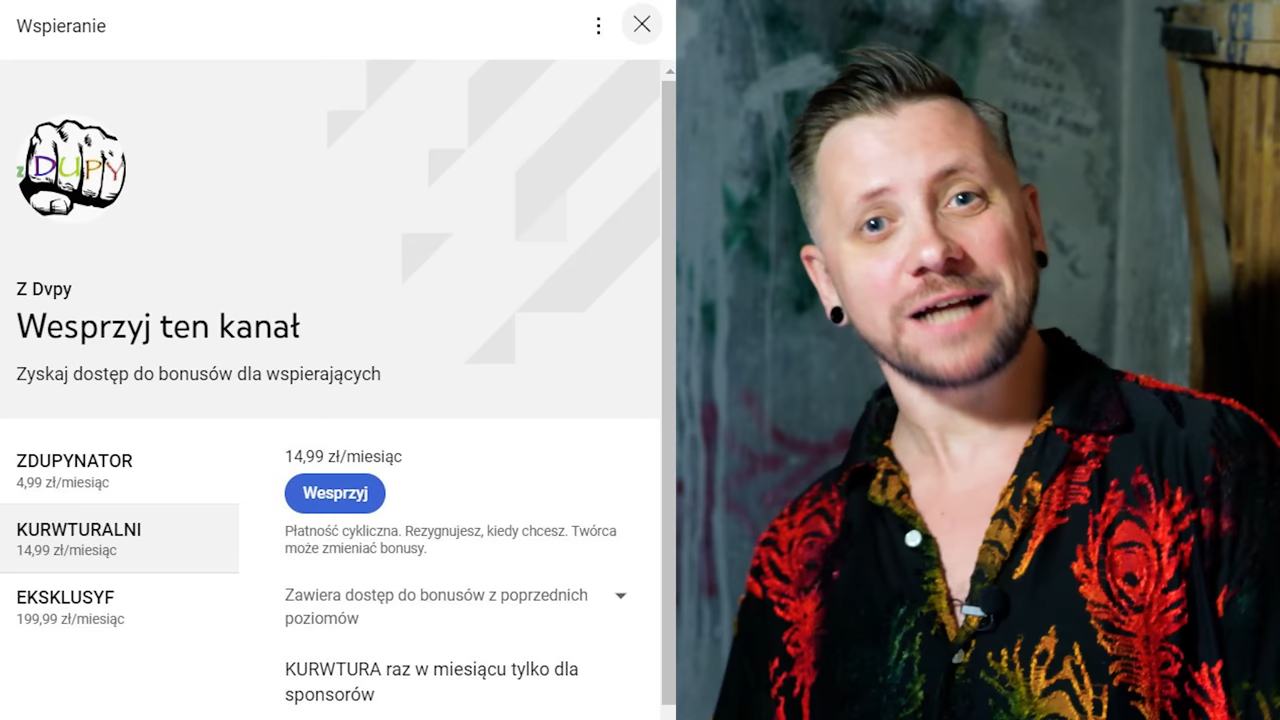 Wspieranie
z DUPY
Z Dvpy
Wesprzyj ten kanał
Zyskaj dostęp do bonusów dla wspierających
ZDUPYNATOR
4,99 zł/miesiąc
KURWTURALNI
14,99 zł/miesiąc
EKSKLUSYF
199,99 zł/miesiąc
14,99 zł/miesiąc
Wesprzyj
Płatność cykliczna. Rezygnujesz, kiedy chcesz. Twórca
może zmieniać bonusy.
Zawiera dostęp do bonusów z poprzednich
poziomów
KURWTURA raz w miesiącu tylko dla
sponsorów